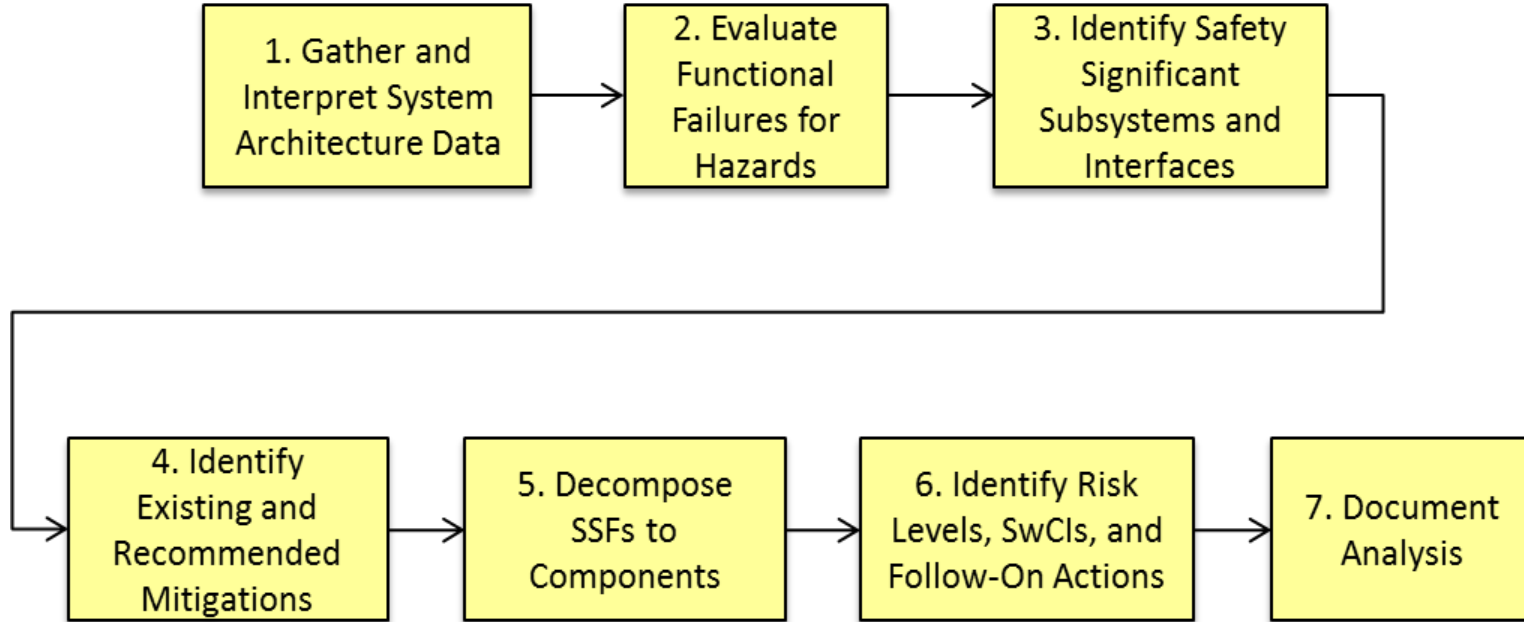 1. Gather and
Interpret System
Architecture Data
2. Evaluate
Functional
Failures for
Hazards
3. Identify Safety
Significant
Subsystems and
Interfaces
4. Identify
Existing and
Recommended
Mitigations
5. Decompose
SSFs to
Components
6. Identify Risk
Levels, SwCIs, and
Follow-On Actions
7. Document
Analysis